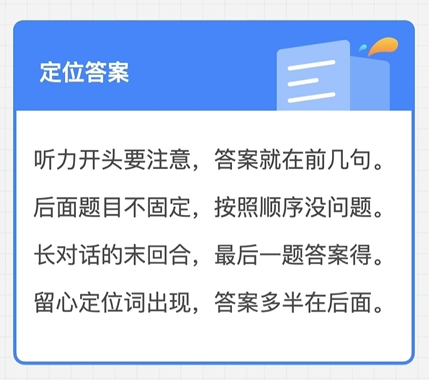 定位答案
听力开头要注意，答案就在前几句。
后面题目不固定，按照顺序没问题。
长对话的末回合，最后一题答案得。
留心定位词出现，答案多半在后面。